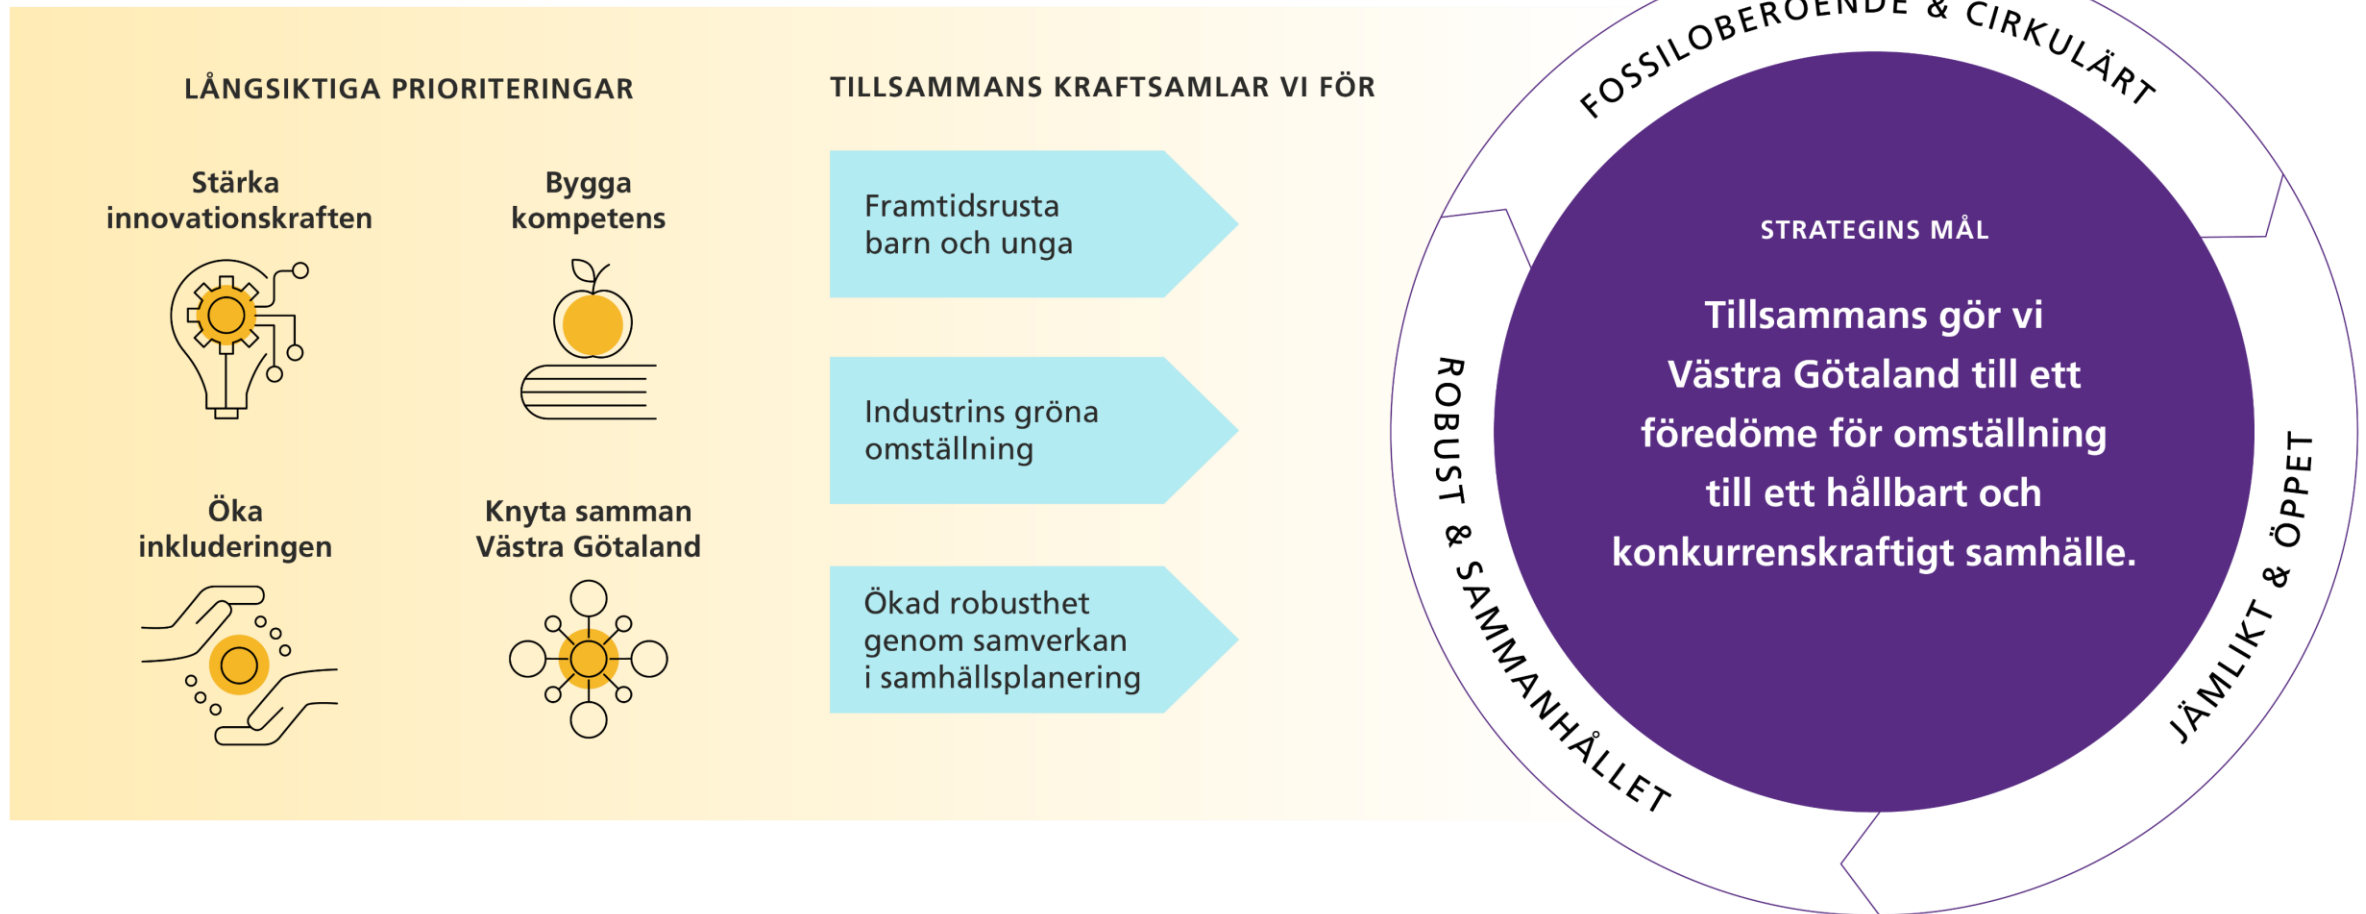 LÅNGSIKTIGA PRIORITERINGAR
Stärka
innovationskraften
Bygga
kompetens
Öka
inkluderingen
Knyta samman
Västra Götaland
TILLSAMMANS KRAFTSAMLAR VI FÖR
Framtidsrusta
barn och unga
Industrins gröna
omställning
Ökad robusthet
genom samverkan
i samhällsplanering
FOSSILOBEROENDE & CIRKULÄRT
JÄMLIKT & ÖPPET
ROBUST & SAMMANHÅLLET
STRATEGINS MÅL
Tillsammans gör vi
Västra Götaland till ett
föredöme för omställning
till ett hållbart och
konkurrenskraftigt samhälle.